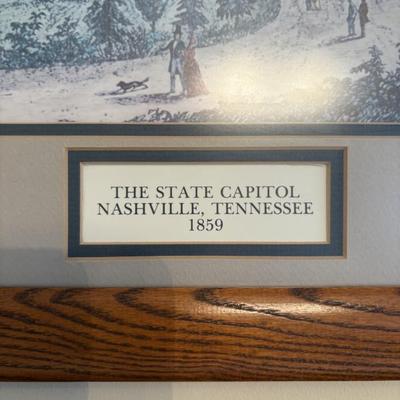 THE STATE CAPITOL
NASHVILLE, TENNESSEE
1859